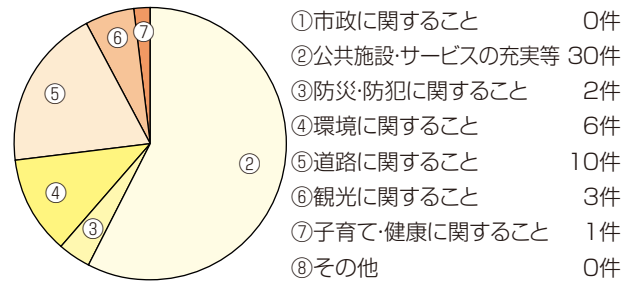 ①市政に関すること 0件
②公共施設･サービスの充実等 30件
③防災･防犯に関すること 2件
④環境に関すること 6件
⑤道路に関すること 10件
⑥観光に関すること 3件
⑦子育て･健康に関すること 1件
⑧その他 0件
⑦
⑥
⑤
②
④
③